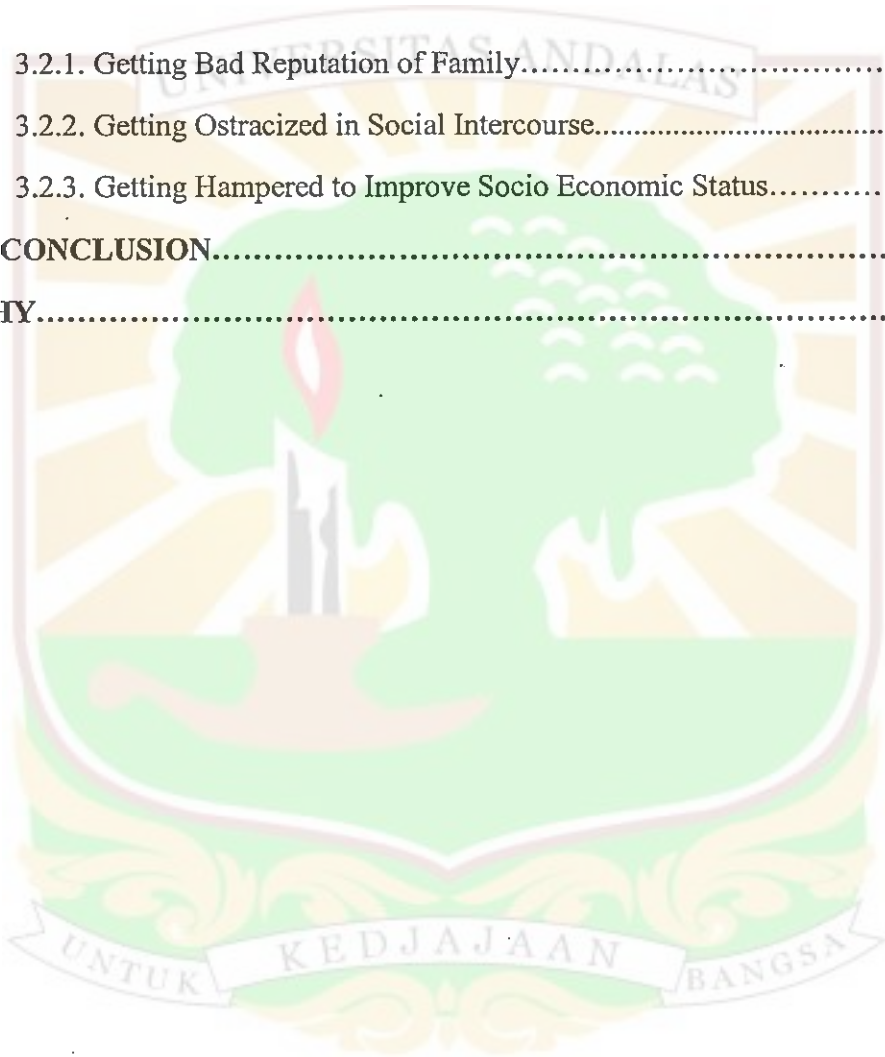 UNIVERSITAS ANDALAS
3.2.1. Getting Bad Reputation of Family....................................
3.2.2. Getting Ostracized in Social Intercourse....................................
3.2.3. Getting Hampered to Improve Socio Economic Status...........
CONCLUSION................................................................
HY....................................................................................
UNTUK KEDJAJAAN BANGSA